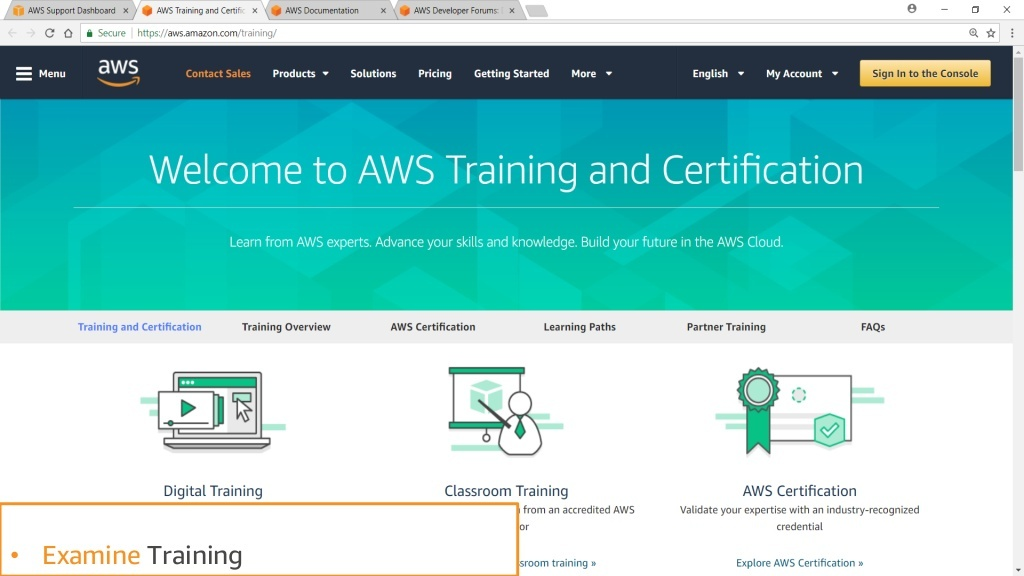 AWS Support Dashboard
AWS Training and Certific
AWS Documentation
AWS Developer Forums:
Secure https://aws.amazon.com/training/
Menu aws Contact Sales Products Solutions Pricing Getting Started More English My Account Sign In to the Console
Welcome to AWS Training and Certification
Learn from AWS experts. Advance your skills and knowledge. Build your future in the AWS Cloud.
Training and Certification Training Overview AWS Certification Learning Paths Partner Training FAQs
Digital Training Classroom Training AWS Certification
from an accredited AWS Validate your expertise with an industry-recognized
or credential
sroom training » Explore AWS Certification »
• Examine Training